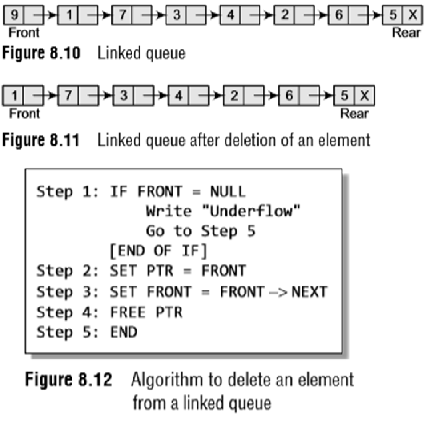 9 1 7 3 4 2 6 5 X
Front Rear
Figure 8.10 Linked queue
1 7 3 4 2 6 5 X
Front Rear
Figure 8.11 Linked queue after deletion of an element
Step 1: IF FRONT = NULL
Write "Underflow"
Go to Step 5
[END OF IF]
Step 2: SET PTR = FRONT
Step 3: SET FRONT = FRONT -> NEXT
Step 4: FREE PTR
Step 5: END
Figure 8.12 Algorithm to delete an element
from a linked queue